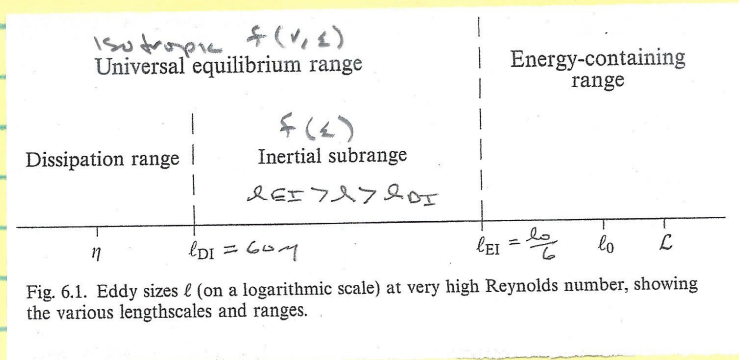 Isotropic f(ν, ε)
Universal equilibrium range
Energy-containing
range
f(ε)
Dissipation range
Inertial subrange
ℓEI > ℓ > ℓDI
η
ℓDI = 60η
ℓEI = ℓ0/6
ℓ0
ℒ
Fig. 6.1. Eddy sizes ℓ (on a logarithmic scale) at very high Reynolds number, showing
the various lengthscales and ranges.